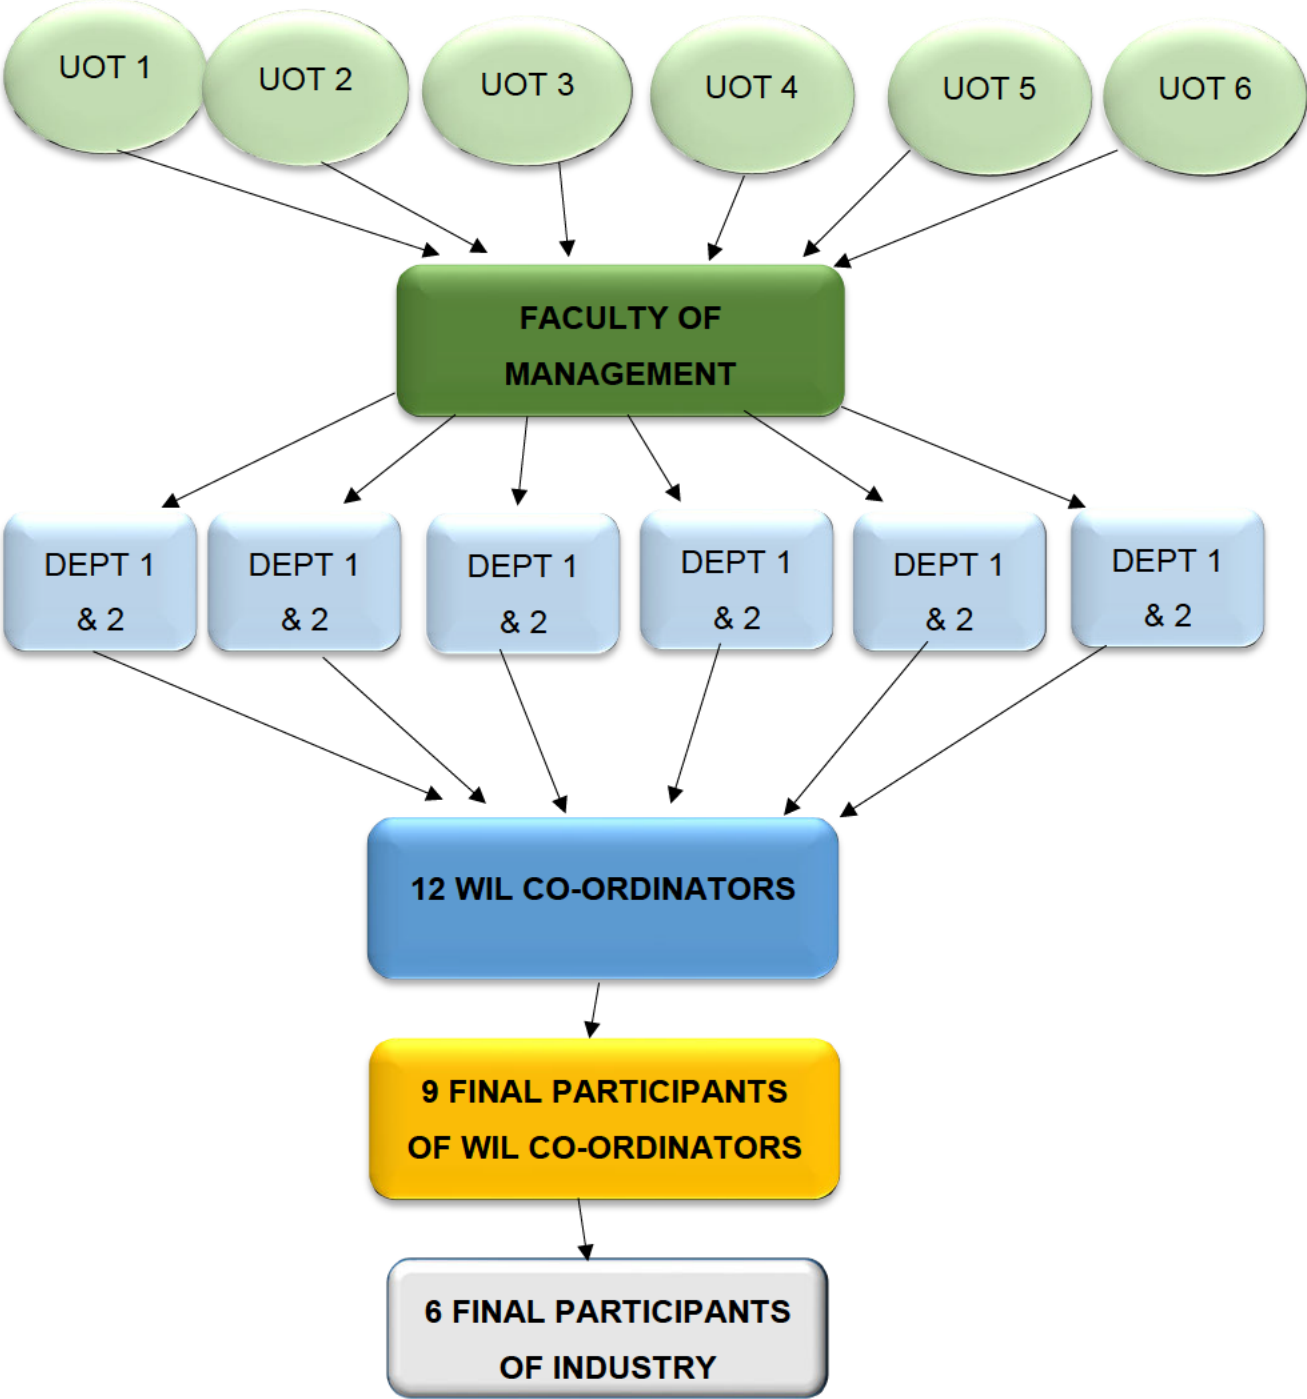 UOT 1
UOT 2
UOT 3
UOT 4
UOT 5
UOT 6
FACULTY OF
MANAGEMENT
DEPT 1
& 2
DEPT 1
& 2
DEPT 1
& 2
DEPT 1
& 2
DEPT 1
& 2
DEPT 1
& 2
12 WIL CO-ORDINATORS
9 FINAL PARTICIPANTS
OF WIL CO-ORDINATORS
6 FINAL PARTICIPANTS
OF INDUSTRY